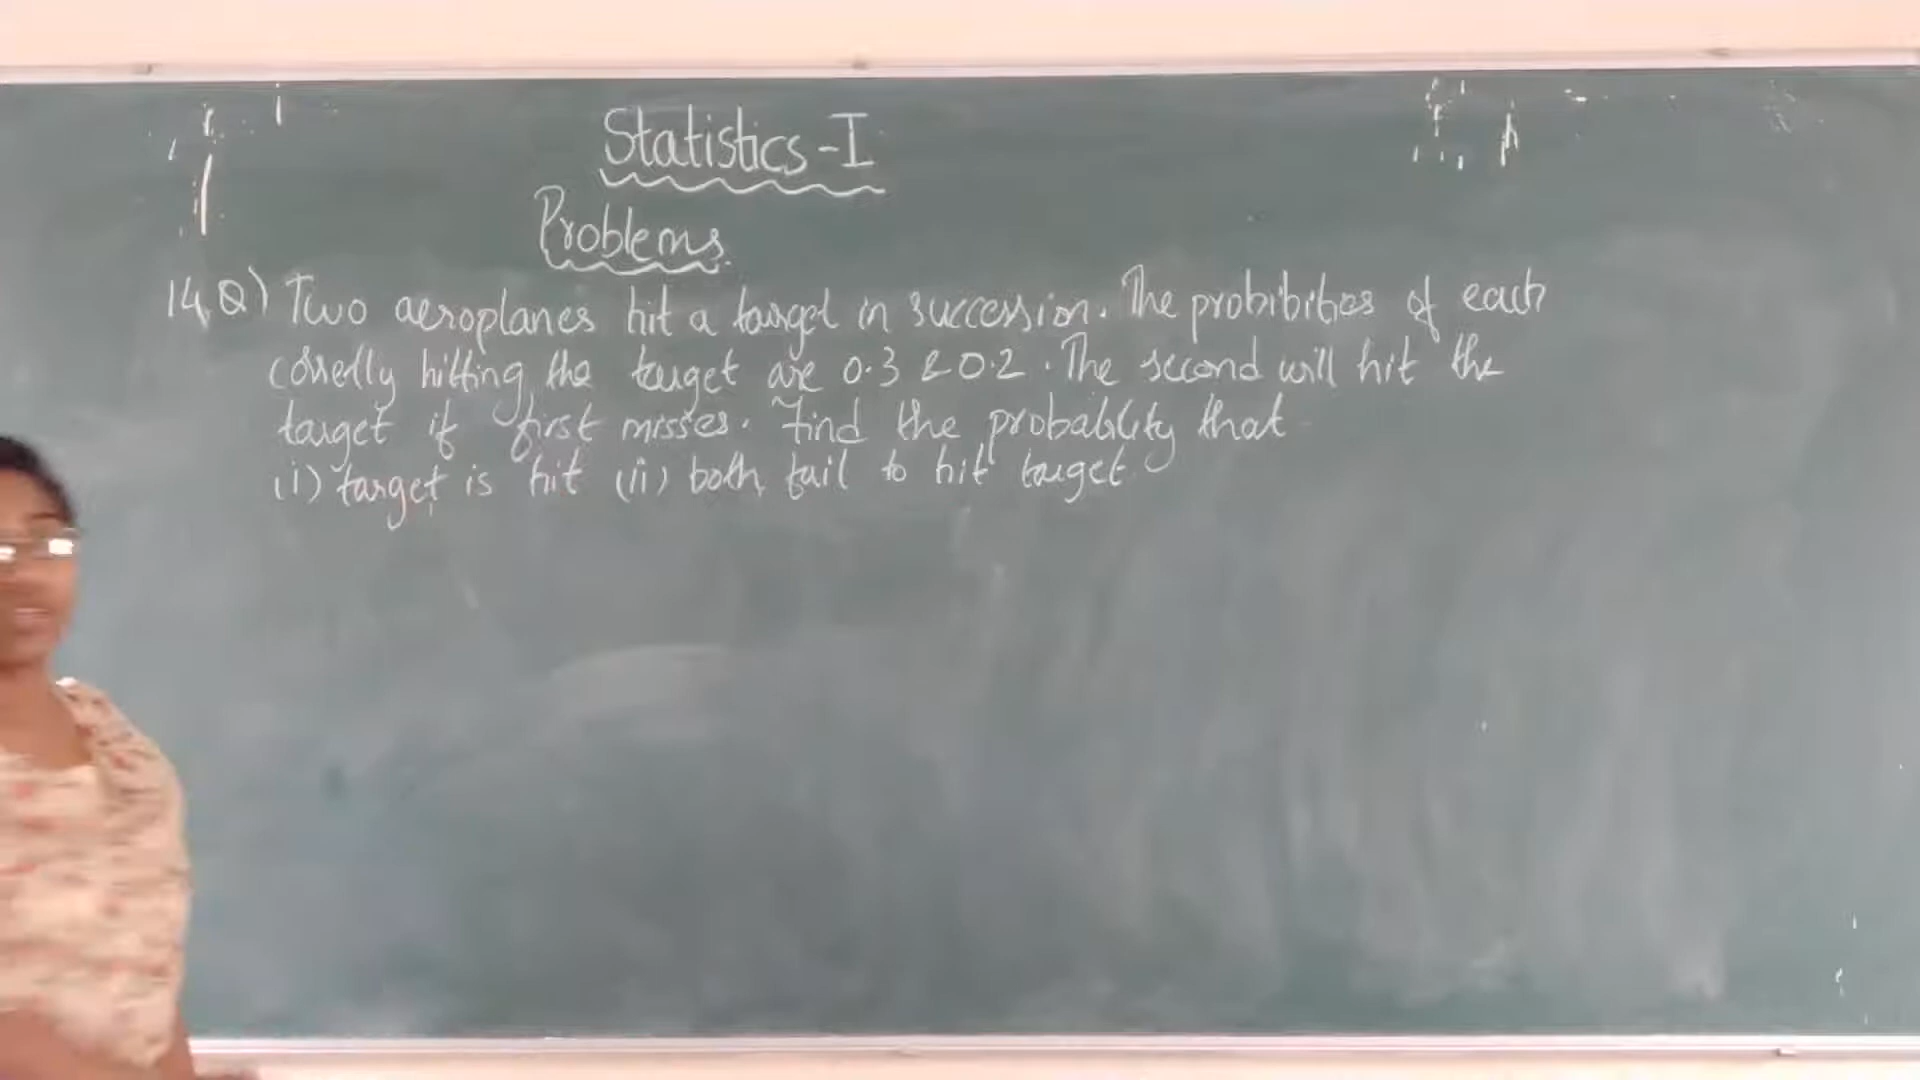 Statistics-I
Problems.
14.Q) Two aeroplanes hit a target in succession. The probibities of each
correctly hitting the target are 0.3 & 0.2. The second will hit the
target if first misses. Find the probability that
(i) target is hit (ii) both fail to hit target.